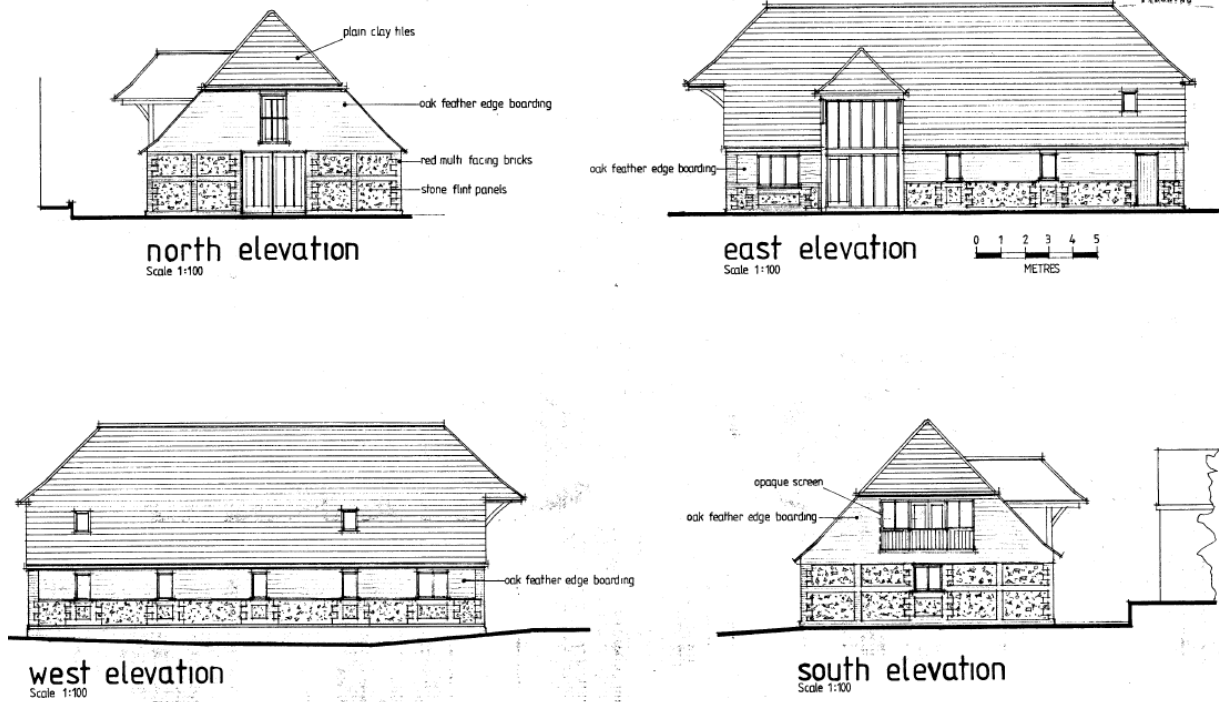 plain clay tiles
oak feather edge boarding
red multi facing bricks
stone flint panels
north elevation
Scale 1:100
oak feather edge boarding
east elevation
Scale 1:100
0 1 2 3 4 5
METRES
oak feather edge boarding
west elevation
Scale 1:100
opaque screen
oak feather edge boarding
south elevation
Scale 1:100